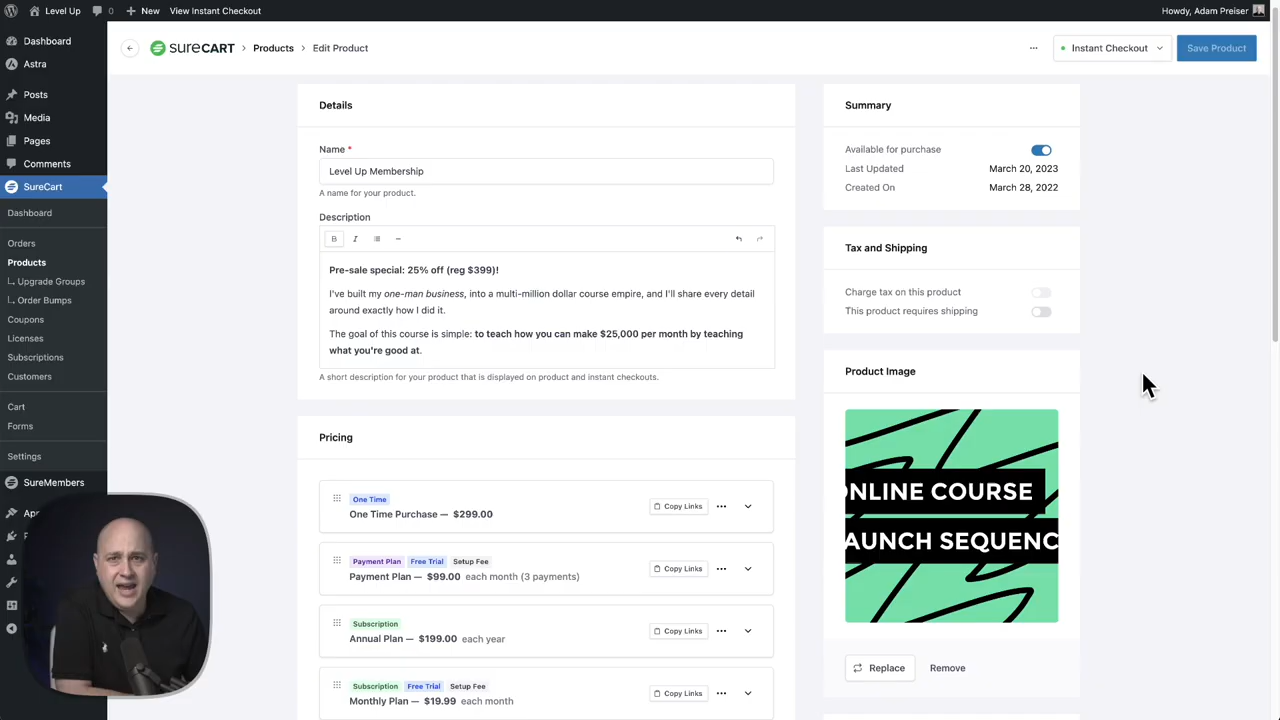 Level Up
0
New
View Instant Checkout
Howdy, Adam Preiser
Dashboard
Astra
Posts
Media
Pages
Comments
SureCart
Dashboard
Orders
Products
Upgrade Groups
Order Bumps
Coupons
Licenses
Subscriptions
Customers
Cart
Forms
Settings
SureMembers
sureCART
Products
Edit Product
Instant Checkout
Save Product
Details
Name *
Level Up Membership
A name for your product.
Description
B I
Pre-sale special: 25% off (reg $399)!
I've built my one-man business, into a multi-million dollar course empire, and I'll share every detail
around exactly how I did it.
The goal of this course is simple: to teach how you can make $25,000 per month by teaching
what you're good at.
A short description for your product that is displayed on product and instant checkouts.
Pricing
One Time
One Time Purchase — $299.00
Copy Links
Payment Plan Free Trial Setup Fee
Payment Plan — $99.00 each month (3 payments)
Copy Links
Subscription
Annual Plan — $199.00 each year
Copy Links
Subscription Free Trial Setup Fee
Monthly Plan — $19.99 each month
Copy Links
Summary
Available for purchase
Last Updated March 20, 2023
Created On March 28, 2022
Tax and Shipping
Charge tax on this product
This product requires shipping
Product Image
ONLINE COURSE
AUNCH SEQUENC
Replace
Remove